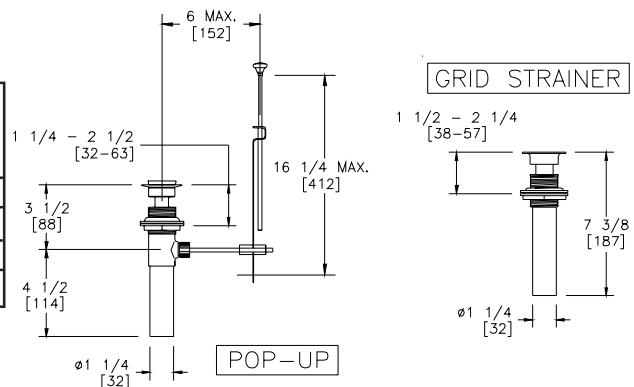 6 MAX.
[152]
GRID STRAINER
1 1/4 - 2 1/2
[32-63]
16 1/4 MAX.
[412]
1 1/2 - 2 1/4
[38-57]
3 1/2
[88]
7 3/8
[187]
4 1/2
[114]
ø1 1/4
[32]
ø1 1/4
[32]
POP-UP